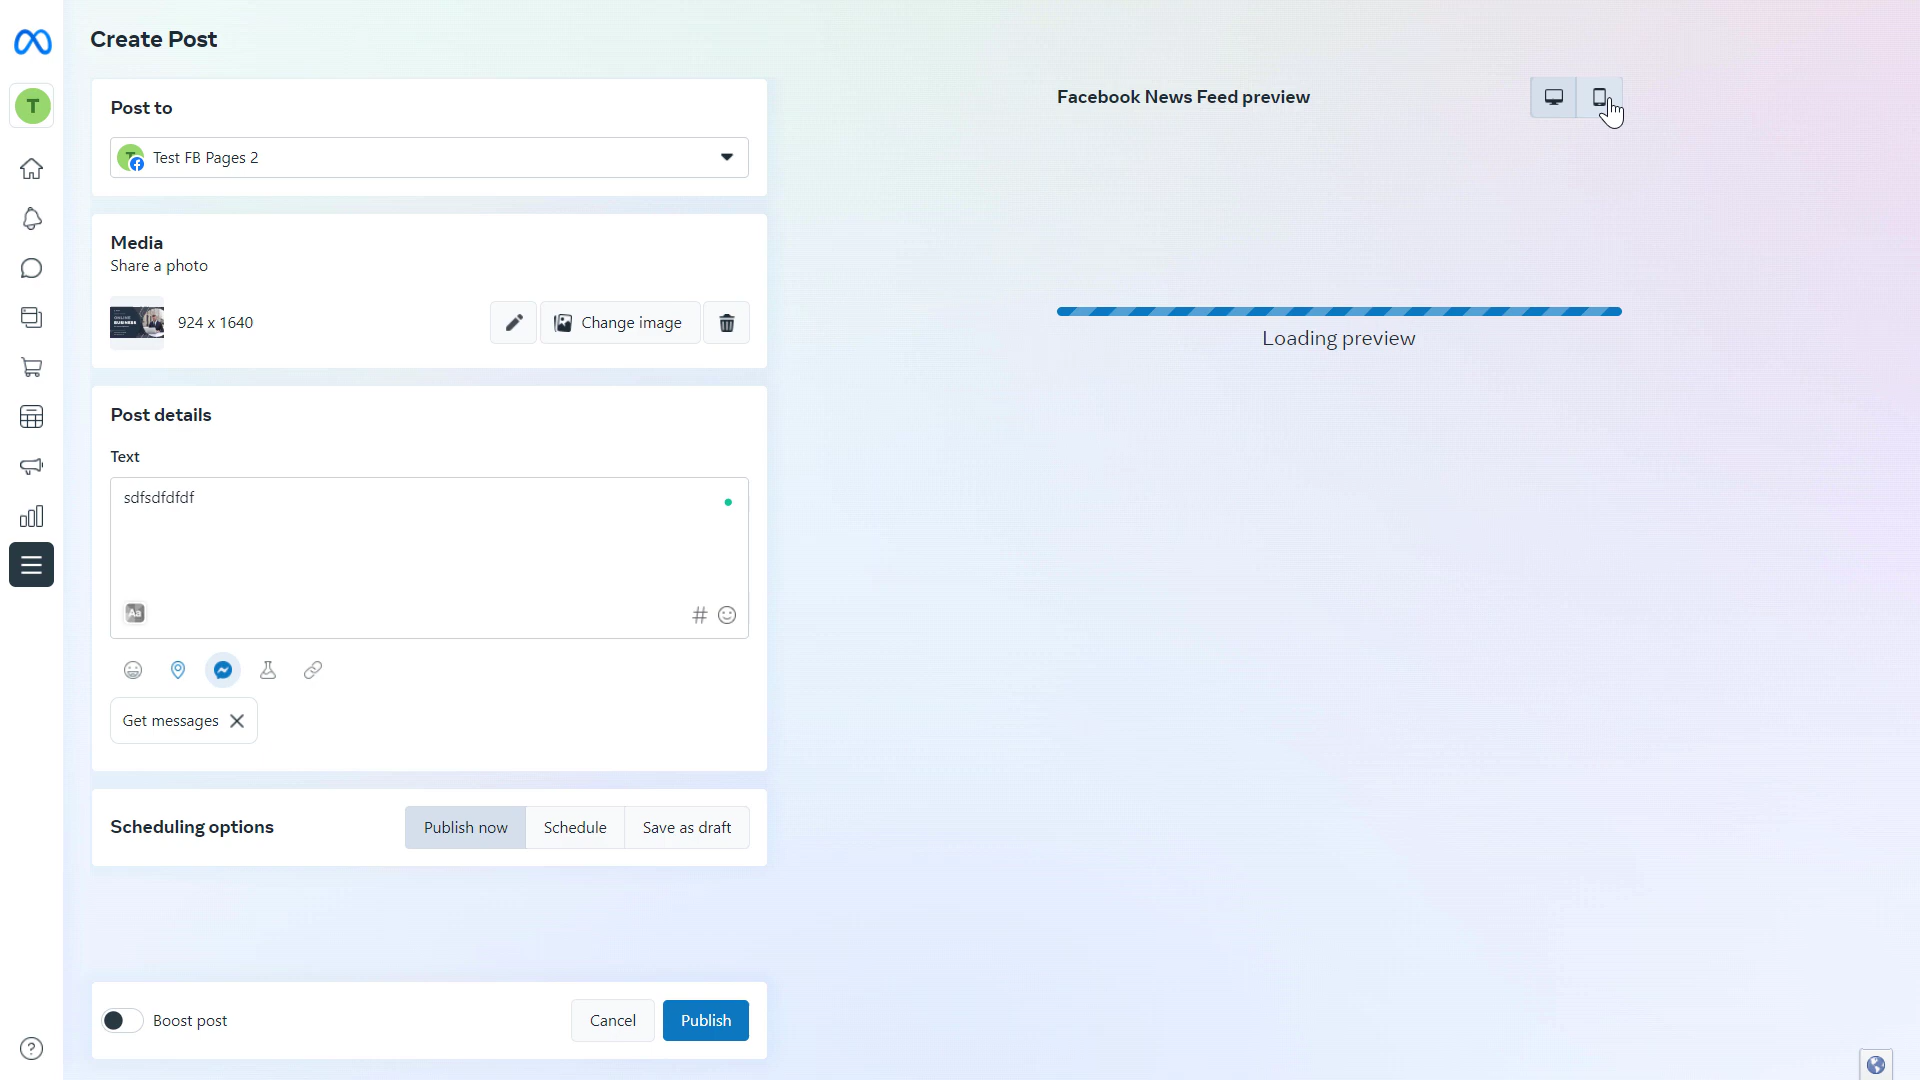 Create Post
T
Post to
Test FB Pages 2
Media
Share a photo
BUSINESS
924 x 1640
Change image
Post details
Text
sdfsdfdfdf
Aa
#
Get messages
Scheduling options
Publish now
Schedule
Save as draft
Boost post
Cancel
Publish
Facebook News Feed preview
Loading preview